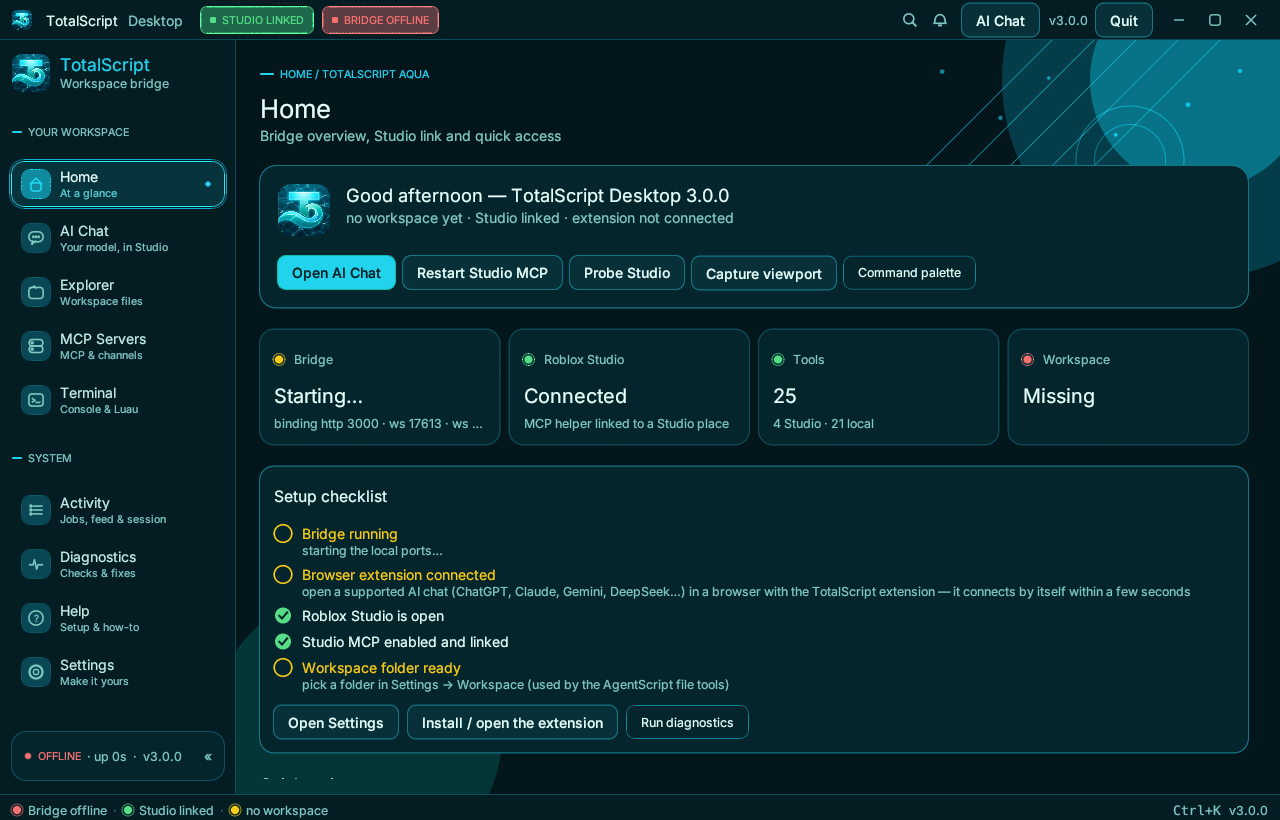 TotalScript Desktop STUDIO LINKED BRIDGE OFFLINE AI Chat v3.0.0 Quit
TotalScript
Workspace bridge
YOUR WORKSPACE
Home
At a glance
AI Chat
Your model, in Studio
Explorer
Workspace files
MCP Servers
MCP & channels
Terminal
Console & Luau
SYSTEM
Activity
Jobs, feed & session
Diagnostics
Checks & fixes
Help
Setup & how-to
Settings
Make it yours
OFFLINE · up 0s · v3.0.0 «
HOME / TOTALSCRIPT AQUA
Home
Bridge overview, Studio link and quick access
Good afternoon — TotalScript Desktop 3.0.0
no workspace yet · Studio linked · extension not connected
Open AI Chat Restart Studio MCP Probe Studio Capture viewport Command palette
Bridge
Starting...
binding http 3000 · ws 17613 · ws ...
Roblox Studio
Connected
MCP helper linked to a Studio place
Tools
25
4 Studio · 21 local
Workspace
Missing
Setup checklist
Bridge running
starting the local ports...
Browser extension connected
open a supported AI chat (ChatGPT, Claude, Gemini, DeepSeek...) in a browser with the TotalScript extension — it connects by itself within a few seconds
Roblox Studio is open
Studio MCP enabled and linked
Workspace folder ready
pick a folder in Settings → Workspace (used by the AgentScript file tools)
Open Settings Install / open the extension Run diagnostics
Bridge offline · Studio linked · no workspace Ctrl+K v3.0.0